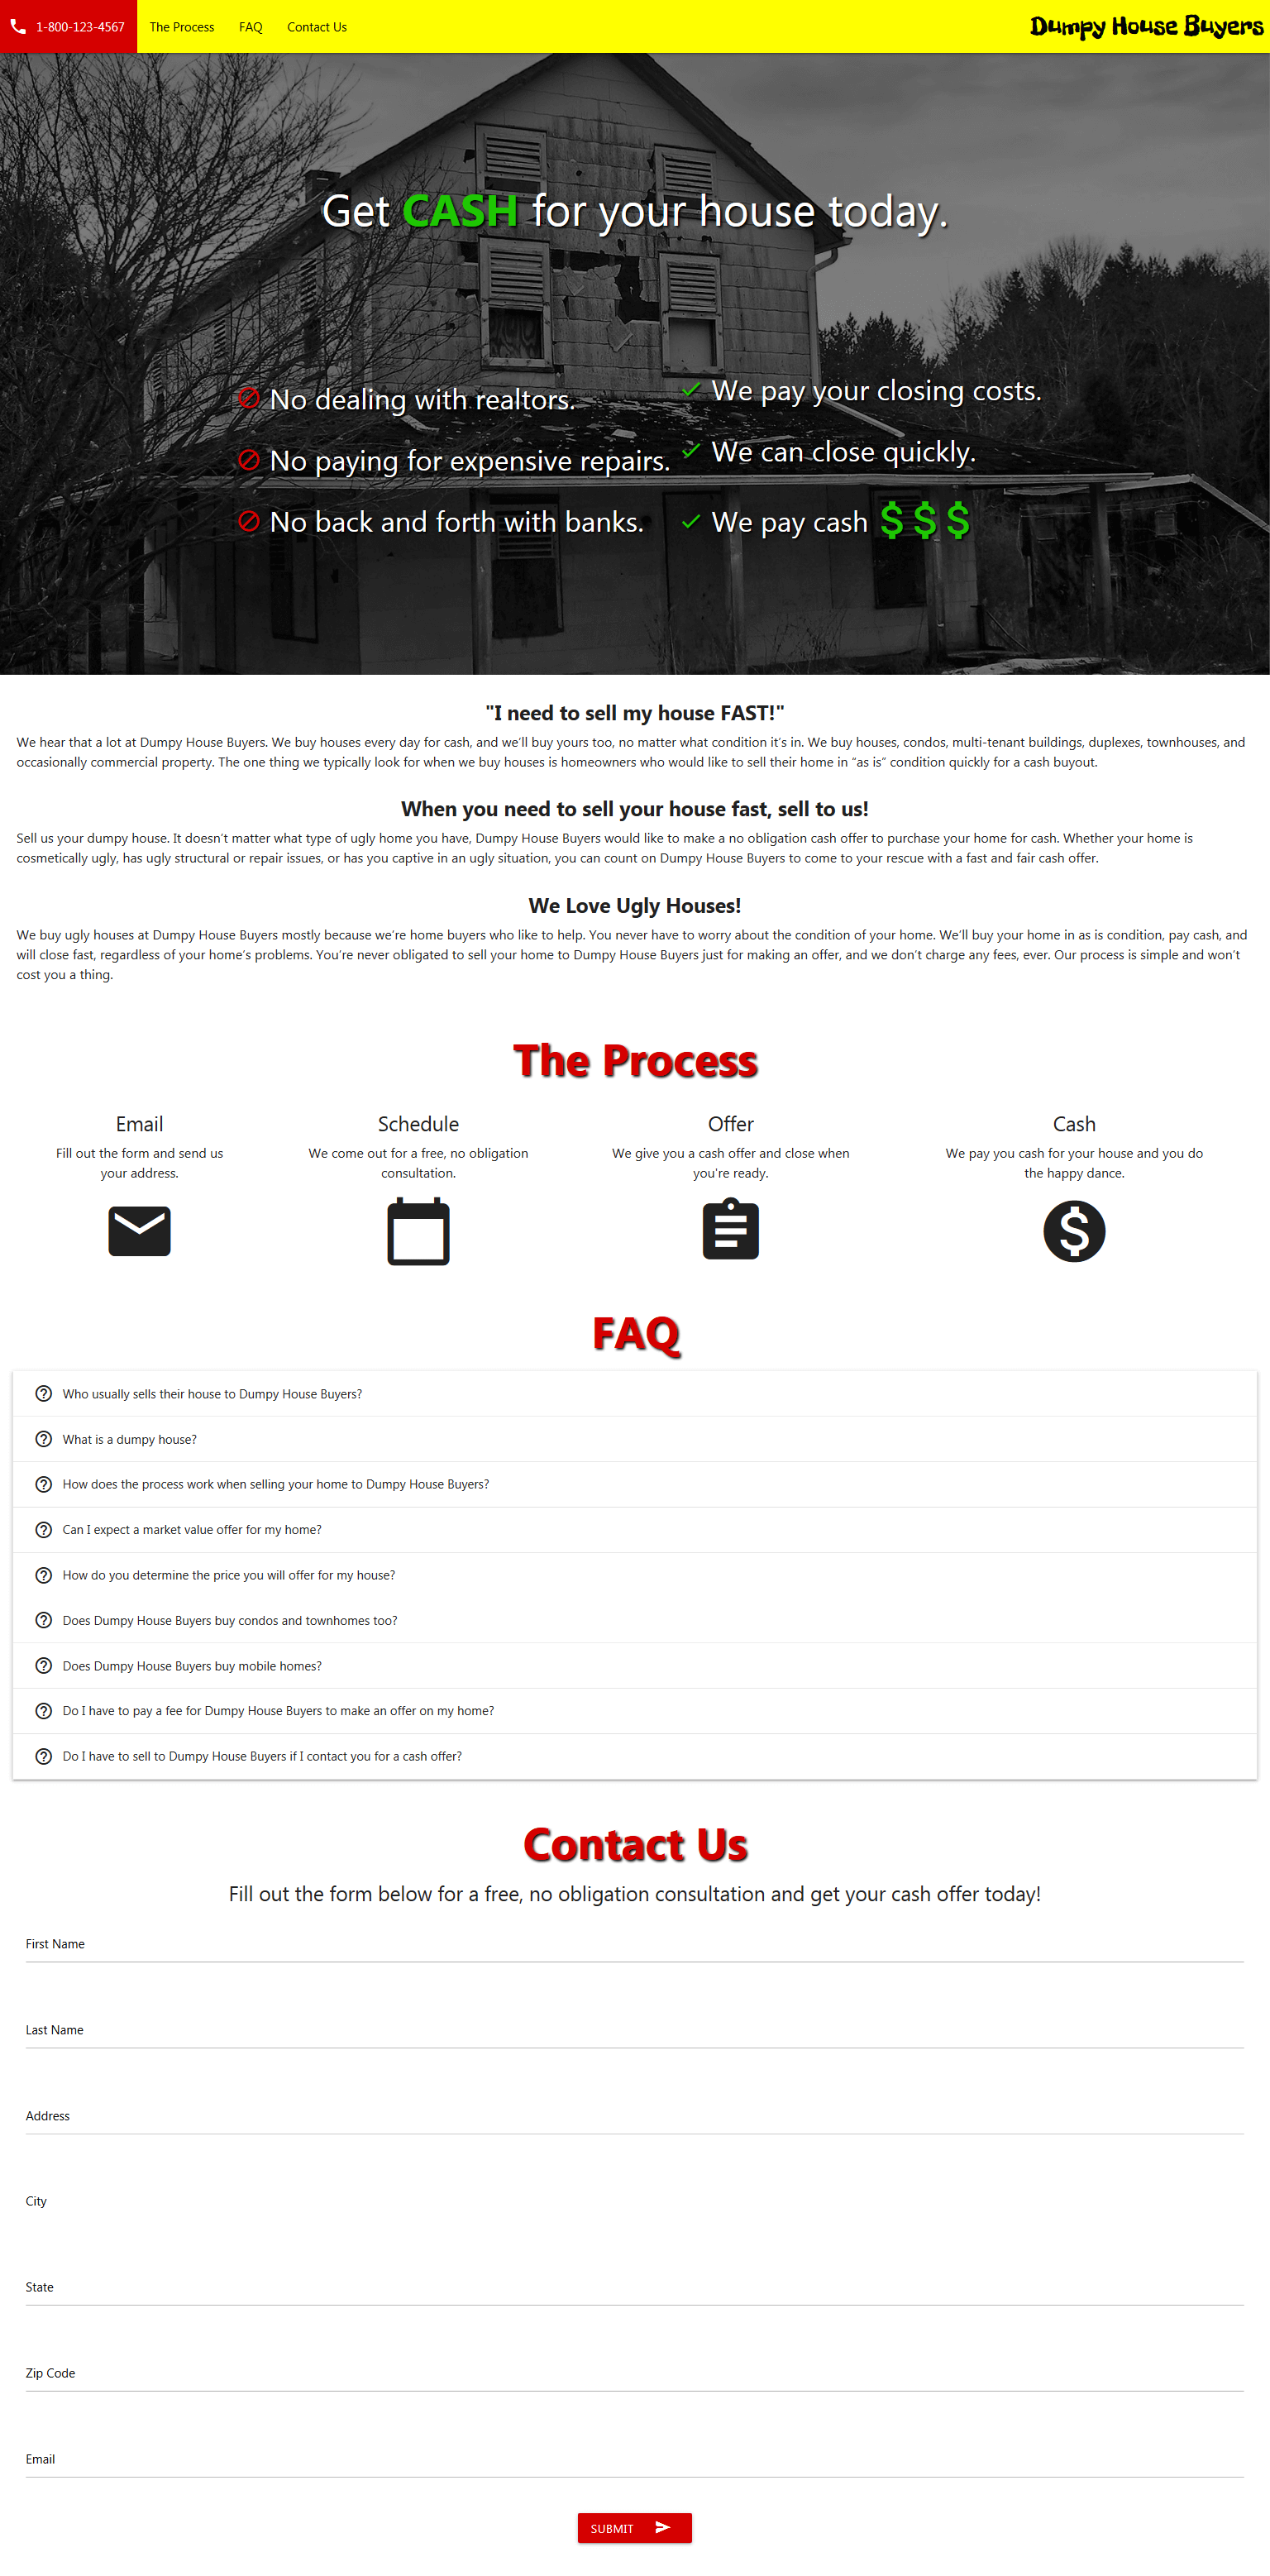 1-800-123-4567 The Process FAQ Contact Us Dumpy House Buyers
Get CASH for your house today.
No dealing with realtors.
No paying for expensive repairs.
No back and forth with banks.
We pay your closing costs.
We can close quickly.
We pay cash $ $ $
"I need to sell my house FAST!"
We hear that a lot at Dumpy House Buyers. We buy houses every day for cash, and we’ll buy yours too, no matter what condition it’s in. We buy houses, condos, multi-tenant buildings, duplexes, townhouses, and
occasionally commercial property. The one thing we typically look for when we buy houses is homeowners who would like to sell their home in “as is” condition quickly for a cash buyout.
When you need to sell your house fast, sell to us!
Sell us your dumpy house. It doesn’t matter what type of ugly home you have, Dumpy House Buyers would like to make a no obligation cash offer to purchase your home for cash. Whether your home is
cosmetically ugly, has ugly structural or repair issues, or has you captive in an ugly situation, you can count on Dumpy House Buyers to come to your rescue with a fast and fair cash offer.
We Love Ugly Houses!
We buy ugly houses at Dumpy House Buyers mostly because we’re home buyers who like to help. You never have to worry about the condition of your home. We’ll buy your home in as is condition, pay cash, and
will close fast, regardless of your home’s problems. You’re never obligated to sell your home to Dumpy House Buyers just for making an offer, and we don’t charge any fees, ever. Our process is simple and won’t
cost you a thing.
The Process
Email
Fill out the form and send us
your address.
Schedule
We come out for a free, no obligation
consultation.
Offer
We give you a cash offer and close when
you're ready.
Cash
We pay you cash for your house and you do
the happy dance.
FAQ
Who usually sells their house to Dumpy House Buyers?
What is a dumpy house?
How does the process work when selling your home to Dumpy House Buyers?
Can I expect a market value offer for my home?
How do you determine the price you will offer for my house?
Does Dumpy House Buyers buy condos and townhomes too?
Does Dumpy House Buyers buy mobile homes?
Do I have to pay a fee for Dumpy House Buyers to make an offer on my home?
Do I have to sell to Dumpy House Buyers if I contact you for a cash offer?
Contact Us
Fill out the form below for a free, no obligation consultation and get your cash offer today!
First Name
Last Name
Address
City
State
Zip Code
Email
SUBMIT